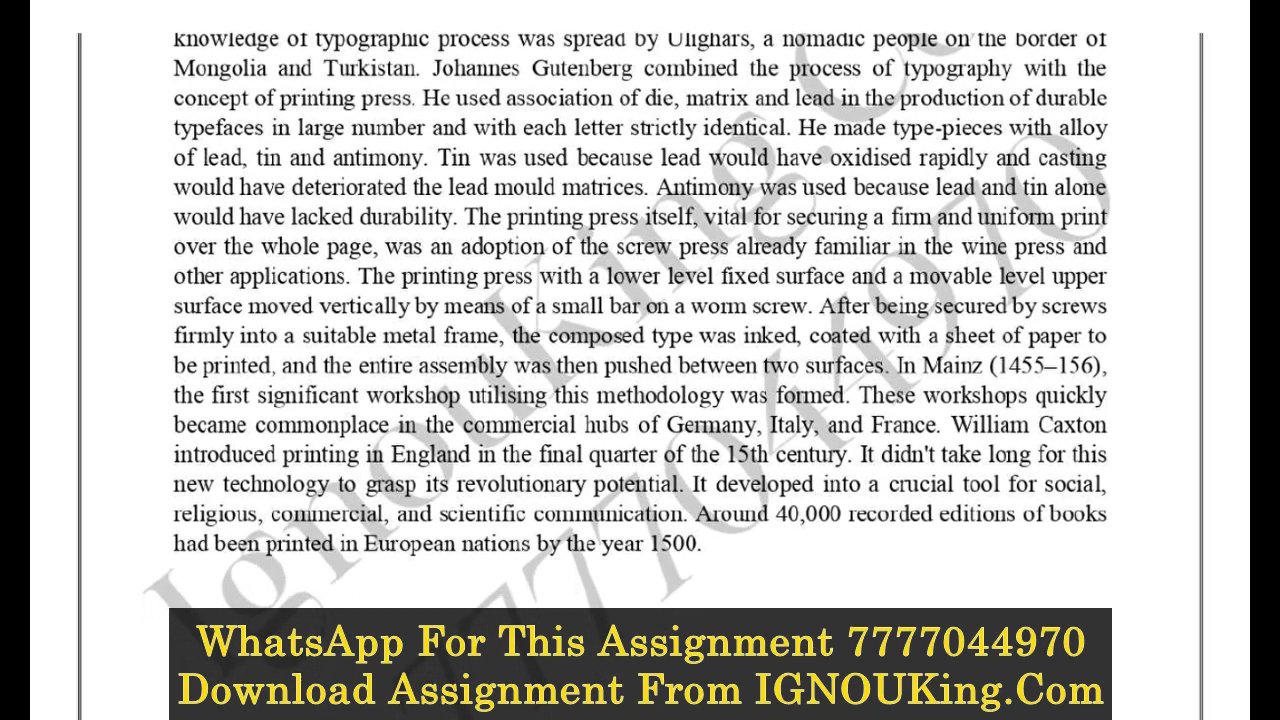 knowledge of typographic process was spread by Ulighars, a nomadic people on the border of
Mongolia and Turkistan. Johannes Gutenberg combined the process of typography with the
concept of printing press. He used association of die, matrix and lead in the production of durable
typefaces in large number and with each letter strictly identical. He made type-pieces with alloy
of lead, tin and antimony. Tin was used because lead would have oxidised rapidly and casting
would have deteriorated the lead mould matrices. Antimony was used because lead and tin alone
would have lacked durability. The printing press itself, vital for securing a firm and uniform print
over the whole page, was an adoption of the screw press already familiar in the wine press and
other applications. The printing press with a lower level fixed surface and a movable level upper
surface moved vertically by means of a small bar on a worm screw. After being secured by screws
firmly into a suitable metal frame, the composed type was inked, coated with a sheet of paper to
be printed, and the entire assembly was then pushed between two surfaces. In Mainz (1455–156),
the first significant workshop utilising this methodology was formed. These workshops quickly
became commonplace in the commercial hubs of Germany, Italy, and France. William Caxton
introduced printing in England in the final quarter of the 15th century. It didn't take long for this
new technology to grasp its revolutionary potential. It developed into a crucial tool for social,
religious, commercial, and scientific communication. Around 40,000 recorded editions of books
had been printed in European nations by the year 1500.
IgnouKing.Co
7777044970
WhatsApp For This Assignment 7777044970
Download Assignment From IGNOUKing.Com